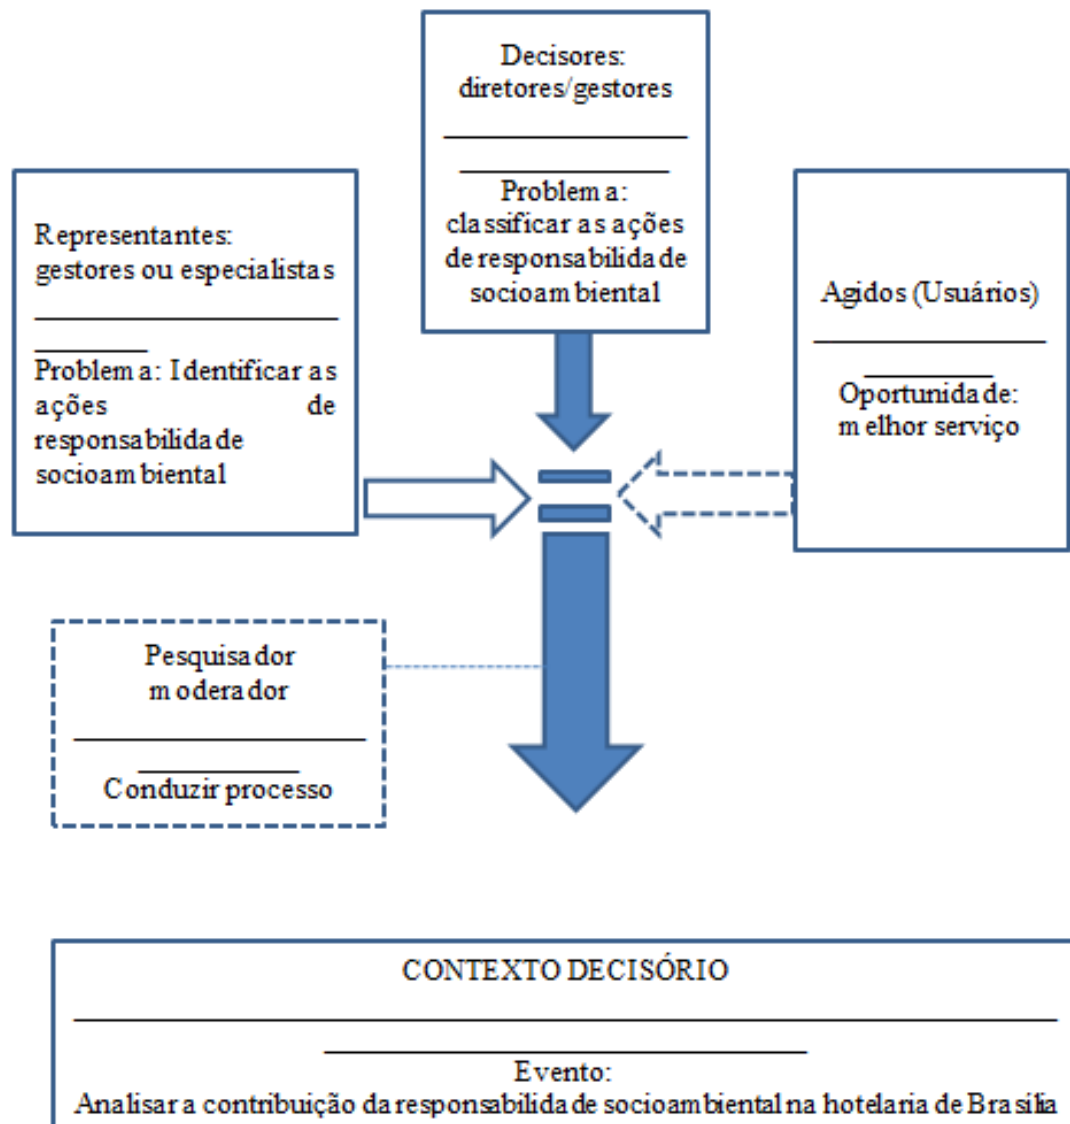 Decisores:
diretores/gestores
Problema:
classificar as ações
de responsabilidade
socioambiental
Representantes:
gestores ou especialistas
Problema: Identificar as
ações de
responsabilidade
socioambiental
Agidos (Usuários)
Oportunidade:
melhor serviço
Pesquisador
moderador
Conduzir processo
CONTEXTO DECISÓRIO
Evento:
Analisar a contribuição da responsabilidade socioambiental na hotelaria de Brasília